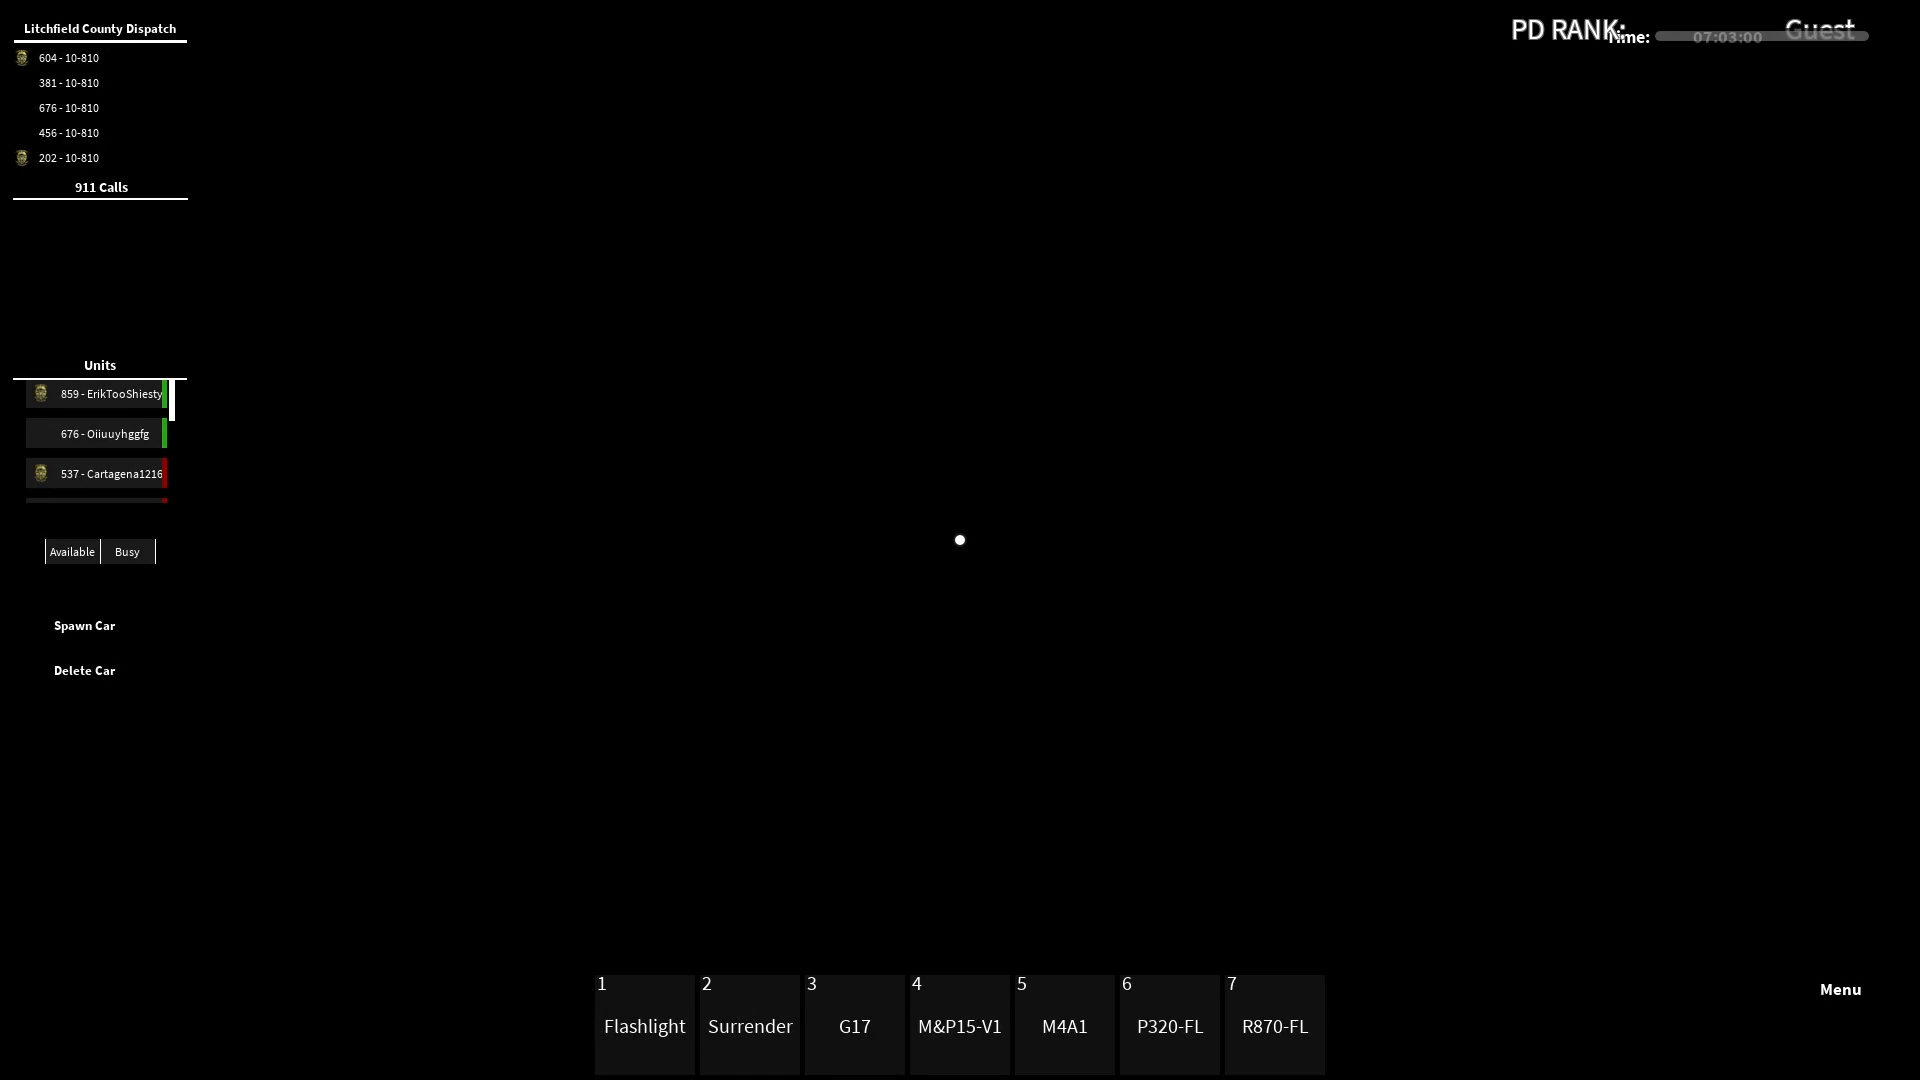 Litchfield County Dispatch
604 - 10-810
381 - 10-810
676 - 10-810
456 - 10-810
202 - 10-810
911 Calls
Units
859 - ErikTooShiesty
676 - Oiiuuyhggfg
537 - Cartagena1216
Available Busy
Spawn Car
Delete Car
PD RANK: Guest
Time: 07:03:00
1 Flashlight
2 Surrender
3 G17
4 M&P15-V1
5 M4A1
6 P320-FL
7 R870-FL
Menu